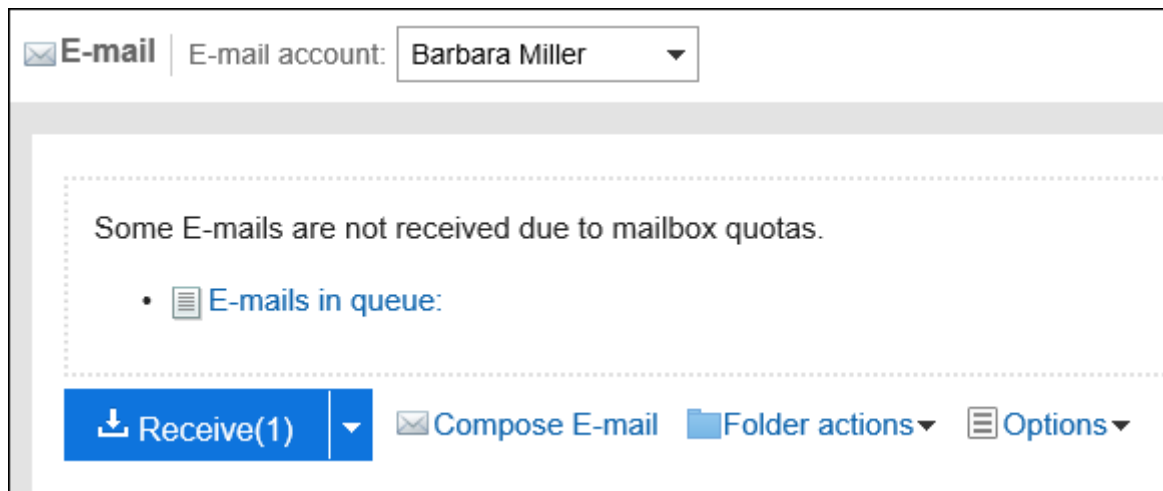 E-mail E-mail account: Barbara Miller
Some E-mails are not received due to mailbox quotas.
• E-mails in queue:
Receive(1) Compose E-mail Folder actions Options